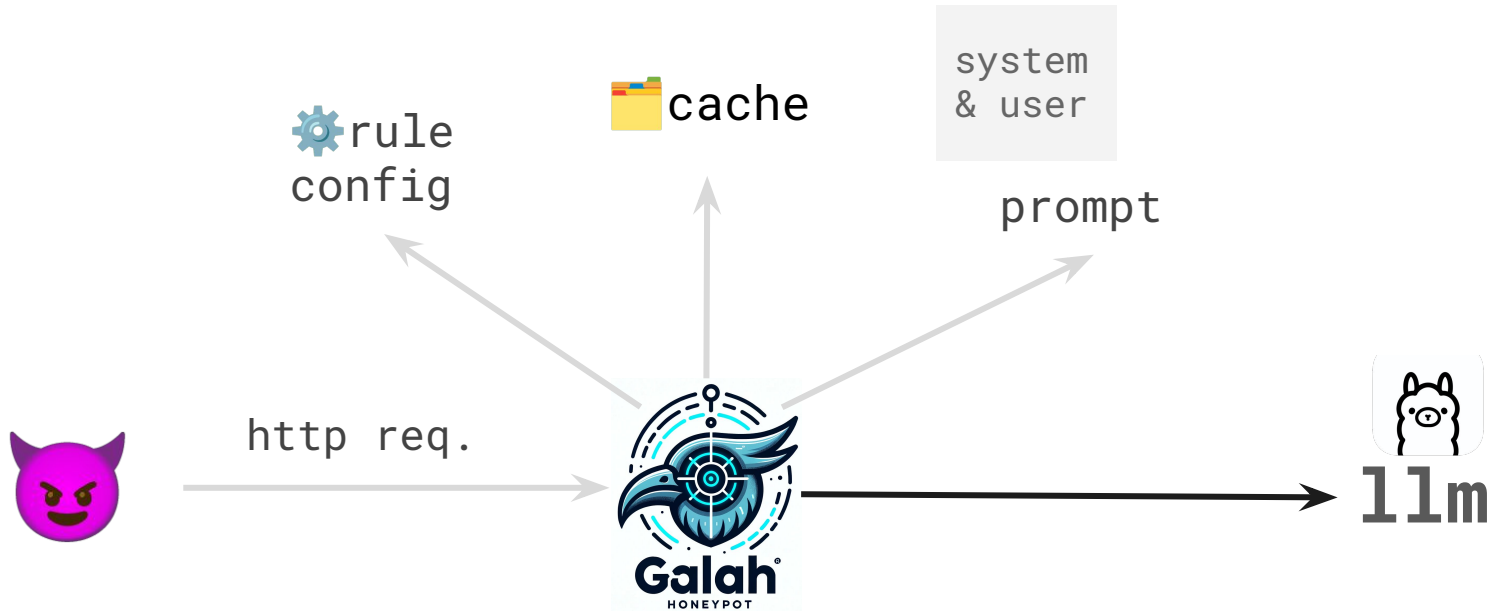 system
& user
cache
rule
config
prompt
http req.
llm
Galah®
HONEYPOT